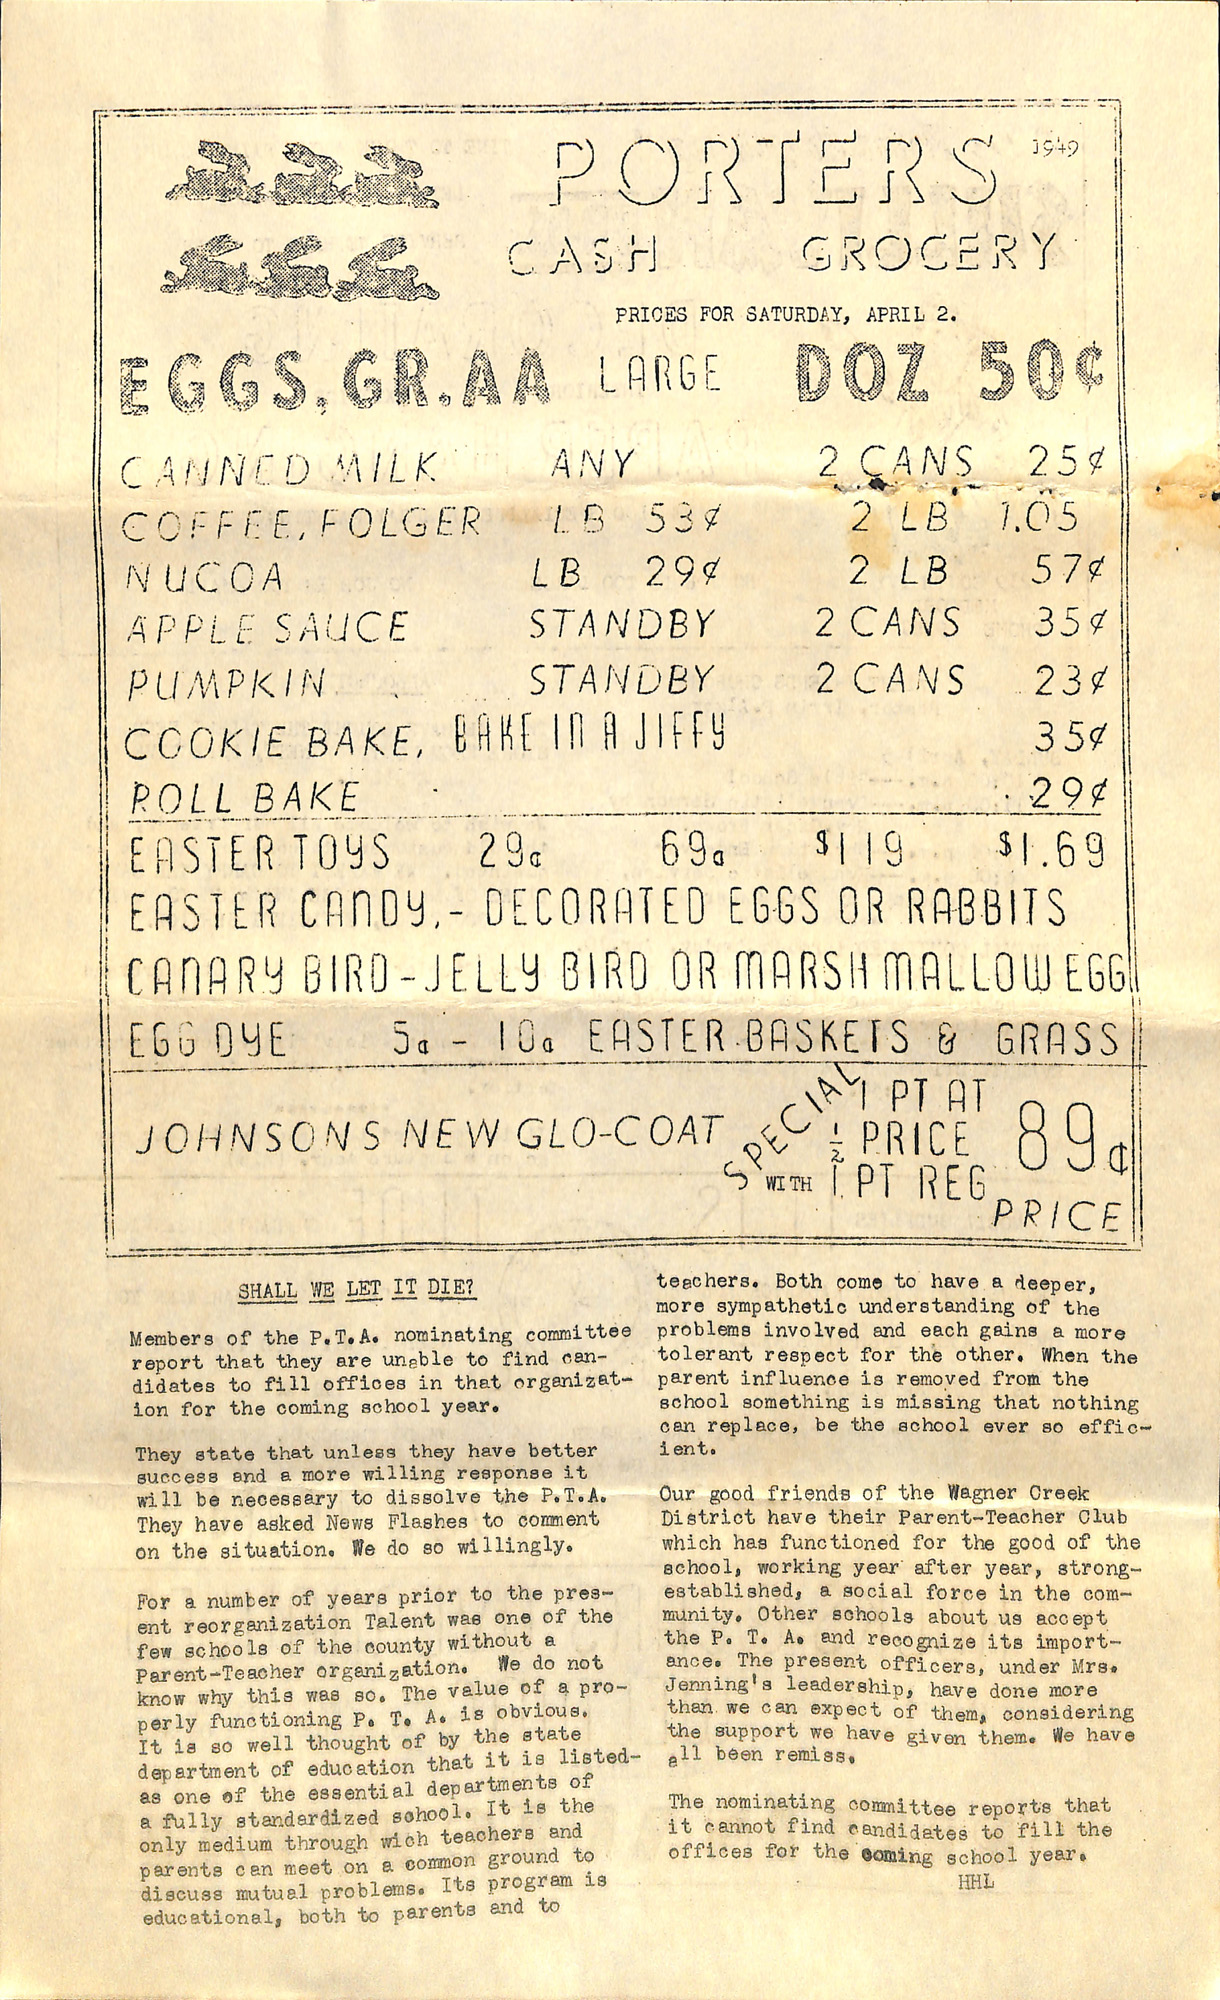 PORTERS 1949
CASH GROCERY
PRICES FOR SATURDAY, APRIL 2.
EGGS, GR. AA LARGE DOZ 50¢
CANNED MILK ANY 2 CANS 25¢
COFFEE, FOLGER LB 53¢ 2 LB 1.05
NUCOA LB 29¢ 2 LB 57¢
APPLE SAUCE STANDBY 2 CANS 35¢
PUMPKIN STANDBY 2 CANS 23¢
COOKIE BAKE, BAKE IN A JIFFY 35¢
ROLL BAKE 29¢
EASTER TOYS 29¢ 69¢ $1 19 $1.69
EASTER CANDY,- DECORATED EGGS OR RABBITS
CANARY BIRD-JELLY BIRD OR MARSHMALLOW EGG
EGG DYE 5¢ - 10¢ EASTER BASKETS & GRASS
JOHNSONS NEW GLO-COAT SPECIAL 1 PT AT
½ PRICE 89¢
WITH 1 PT REG
PRICE
SHALL WE LET IT DIE?
Members of the P.T.A. nominating committee
report that they are unable to find can-
didates to fill offices in that organizat-
ion for the coming school year.
They state that unless they have better
success and a more willing response it
will be necessary to dissolve the P.T.A.
They have asked News Flashes to comment
on the situation. We do so willingly.
For a number of years prior to the pres-
ent reorganization Talent was one of the
few schools of the county without a
Parent-Teacher organization. We do not
know why this was so. The value of a pro-
perly functioning P. T. A. is obvious.
It is so well thought of by the state
department of education that it is listed-
as one of the essential departments of
a fully standardized school. It is the
only medium through wich teachers and
parents can meet on a common ground to
discuss mutual problems. Its program is
educational, both to parents and to
teachers. Both come to have a deeper,
more sympathetic understanding of the
problems involved and each gains a more
tolerant respect for the other. When the
parent influence is removed from the
school something is missing that nothing
can replace, be the school ever so effic-
ient.
Our good friends of the Wagner Creek
District have their Parent-Teacher Club
which has functioned for the good of the
school, working year after year, strong-
established, a social force in the com-
munity. Other schools about us accept
the P. T. A. and recognize its import-
ance. The present officers, under Mrs.
Jenning's leadership, have done more
than we can expect of them, considering
the support we have given them. We have
all been remiss.
The nominating committee reports that
it cannot find candidates to fill the
offices for the coming school year.
HHL